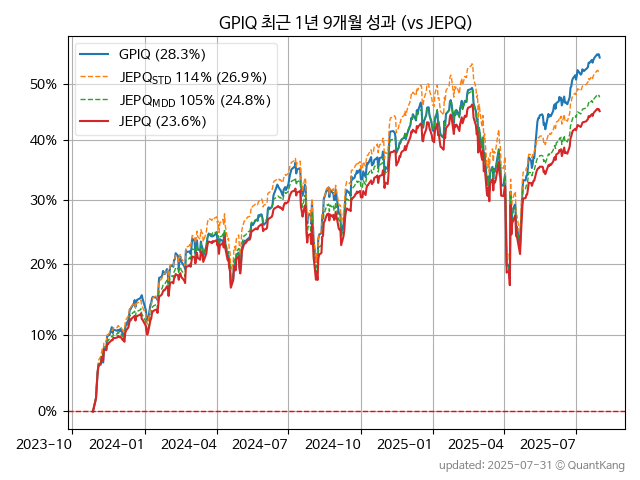 GPIQ 최근 1년 9개월 성과 (vs JEPQ)
GPIQ (28.3%)
JEPQSTD 114% (26.9%)
JEPQMDD 105% (24.8%)
JEPQ (23.6%)
50%
40%
30%
20%
10%
0%
2023-10 2024-01 2024-04 2024-07 2024-10 2025-01 2025-04 2025-07
updated: 2025-07-31 © QuantKang